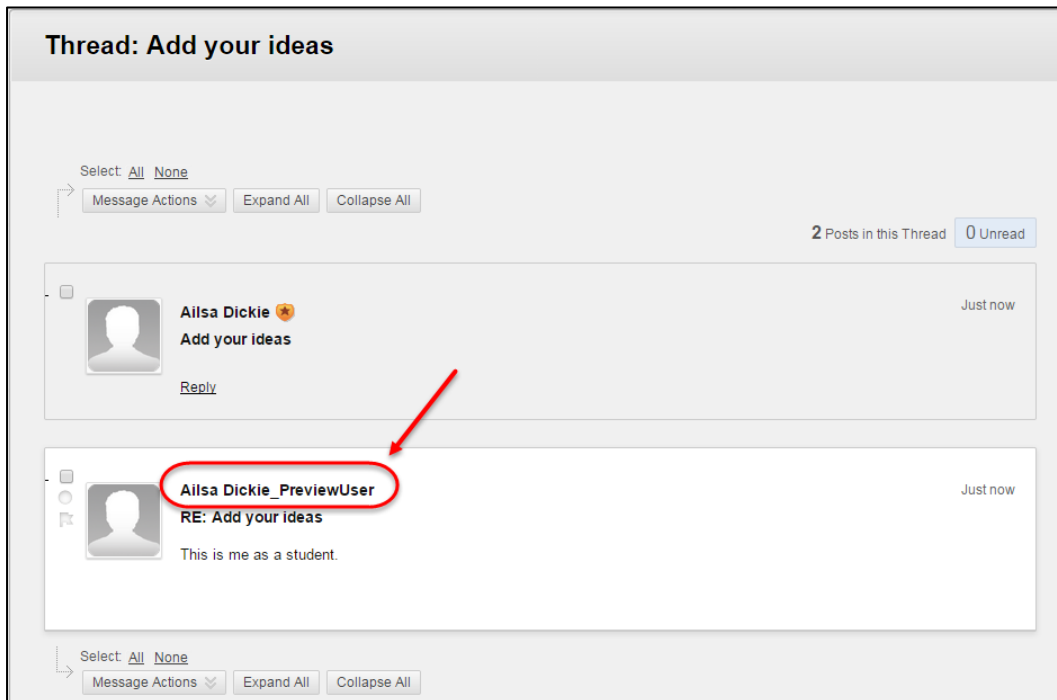 Thread: Add your ideas
Select: All None
Message Actions Expand All Collapse All
2 Posts in this Thread 0 Unread
Ailsa Dickie Just now
Add your ideas
Reply
Ailsa Dickie_PreviewUser Just now
RE: Add your ideas
This is me as a student.
Select: All None
Message Actions Expand All Collapse All